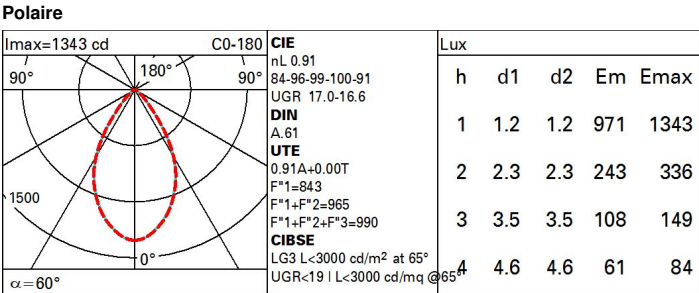 Polaire
Imax=1343 cd C0-180
90° 180° 90°
1500
0°
α=60°
CIE
nL 0.91
84-96-99-100-91
UGR 17.0-16.6
DIN
A.61
UTE
0.91A+0.00T
F"1=843
F"1+F"2=965
F"1+F"2+F"3=990
CIBSE
LG3 L<3000 cd/m² at 65°
UGR<19 | L<3000 cd/mq @65°
Lux
h d1 d2 Em Emax
1 1.2 1.2 971 1343
2 2.3 2.3 243 336
3 3.5 3.5 108 149
4 4.6 4.6 61 84